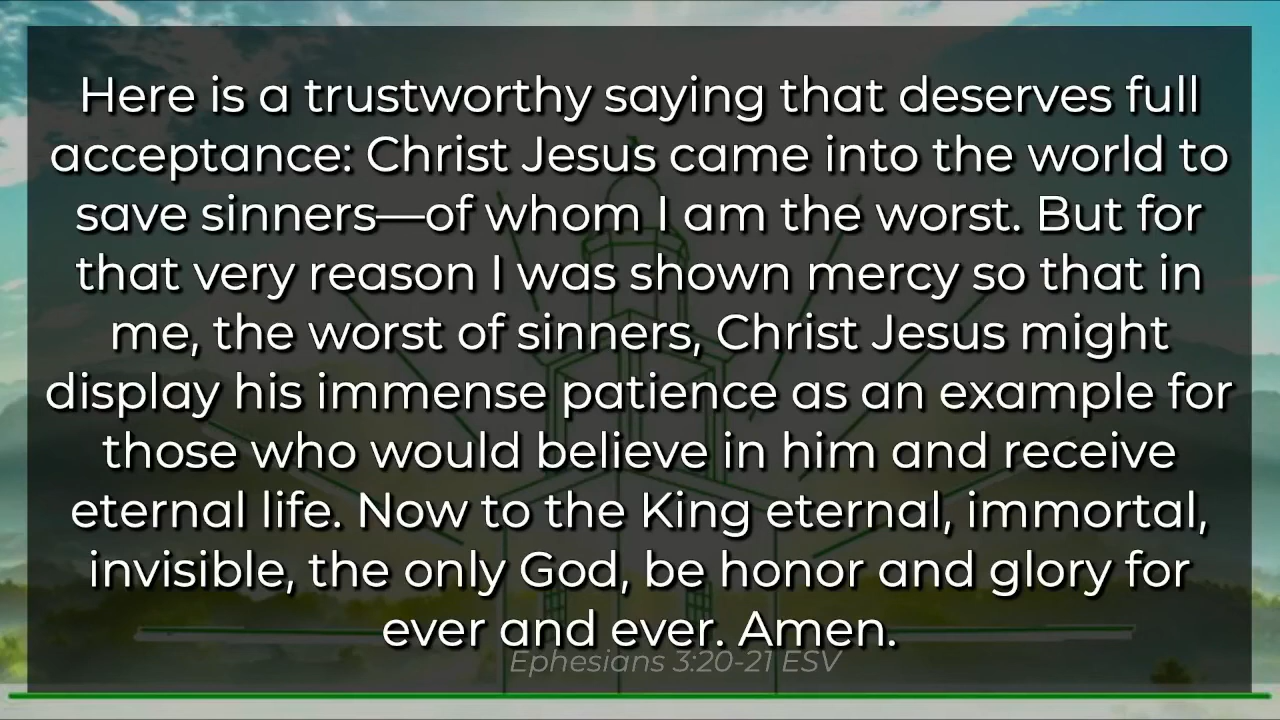 Here is a trustworthy saying that deserves full
acceptance: Christ Jesus came into the world to
save sinners—of whom I am the worst. But for
that very reason I was shown mercy so that in
me, the worst of sinners, Christ Jesus might
display his immense patience as an example for
those who would believe in him and receive
eternal life. Now to the King eternal, immortal,
invisible, the only God, be honor and glory for
ever and ever. Amen.
Ephesians 3:20-21 ESV